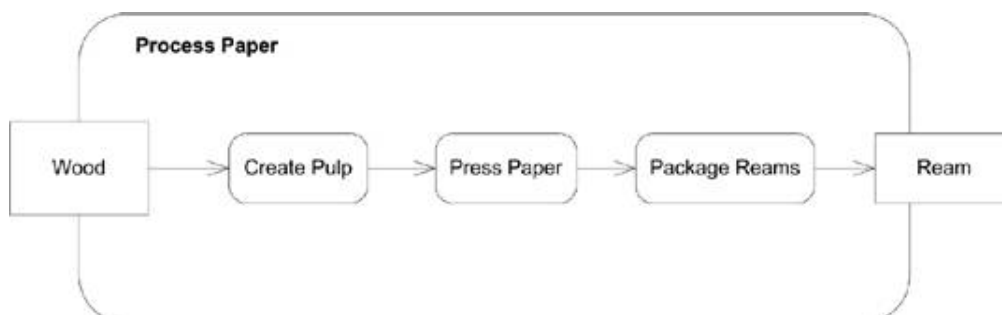 Process Paper
Wood
Create Pulp
Press Paper
Package Reams
Ream